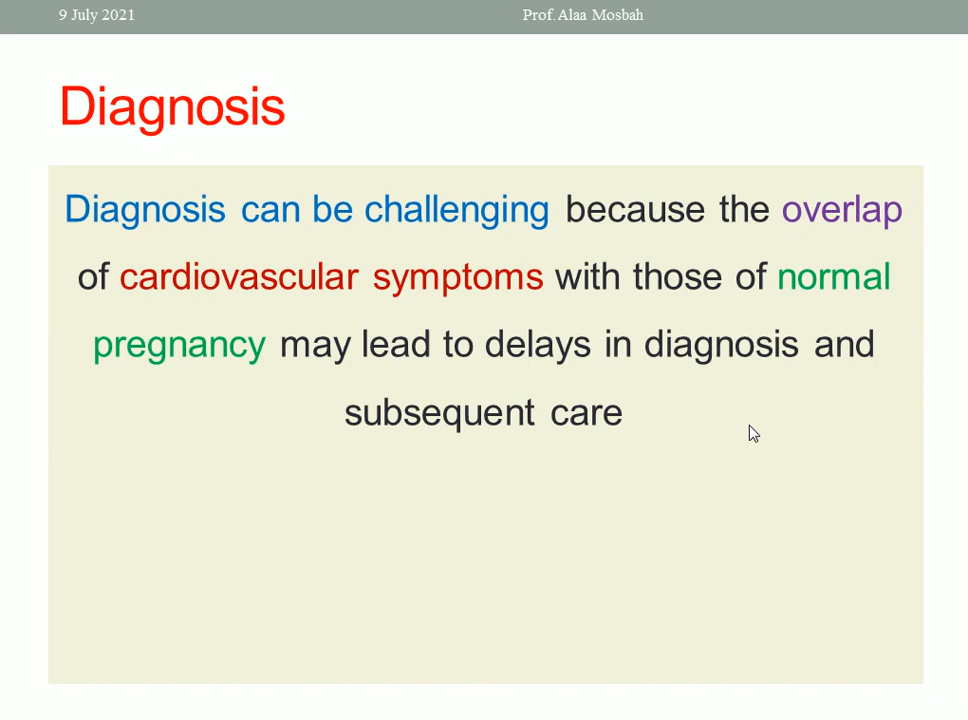 9 July 2021
Prof. Alaa Mosbah
Diagnosis
Diagnosis can be challenging because the overlap
of cardiovascular symptoms with those of normal
pregnancy may lead to delays in diagnosis and
subsequent care